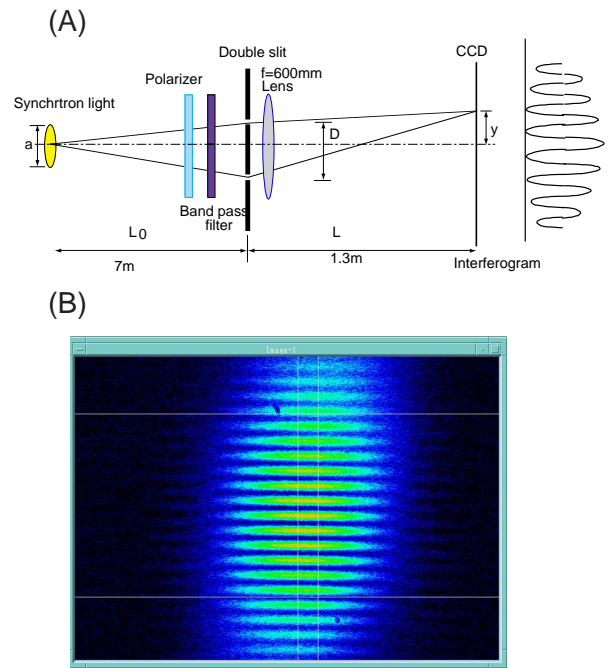 (A)
Double slit
CCD
f=600mm
Lens
Polarizer
Synchrtron light
a
D
y
Band pass
filter
L0
L
7m
1.3m
Interferogram
(B)
Image-1